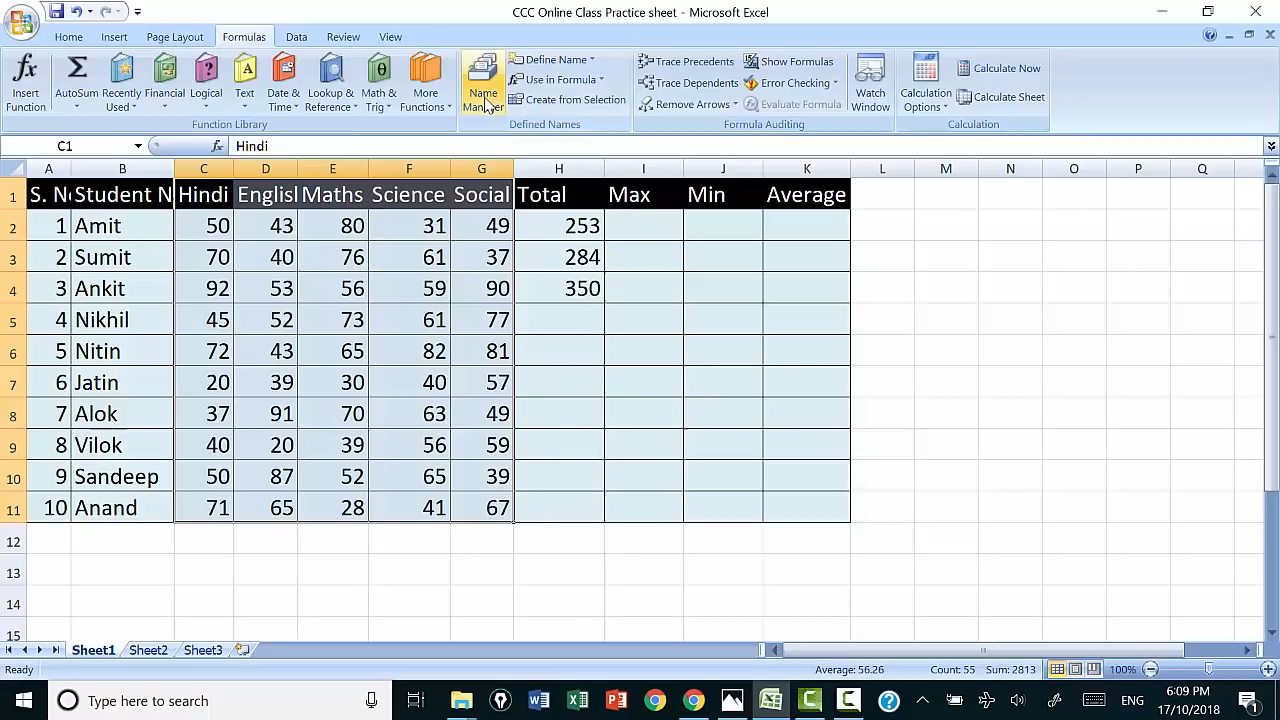 CCC Online Class Practice sheet - Microsoft Excel
Home Insert Page Layout Formulas Data Review View
Insert Function
AutoSum
Recently Used
Financial
Logical
Text
Date & Time
Lookup & Reference
Math & Trig
More Functions
Function Library
Name Manager
Define Name
Use in Formula
Create from Selection
Defined Names
Trace Precedents
Trace Dependents
Remove Arrows
Show Formulas
Error Checking
Evaluate Formula
Formula Auditing
Watch Window
Calculation Options
Calculate Now
Calculate Sheet
Calculation
C1 fx Hindi
A B C D E F G H I J K L M N O P Q
1 S. N Student N Hindi Englisl Maths Science Social Total Max Min Average
2 1 Amit 50 43 80 31 49 253
3 2 Sumit 70 40 76 61 37 284
4 3 Ankit 92 53 56 59 90 350
5 4 Nikhil 45 52 73 61 77
6 5 Nitin 72 43 65 82 81
7 6 Jatin 20 39 30 40 57
8 7 Alok 37 91 70 63 49
9 8 Vilok 40 20 39 56 59
10 9 Sandeep 50 87 52 65 39
11 10 Anand 71 65 28 41 67
12
13
14
15
Sheet1 Sheet2 Sheet3
Ready Average: 56.26 Count: 55 Sum: 2813 100%
Type here to search ENG 6:09 PM
17/10/2018